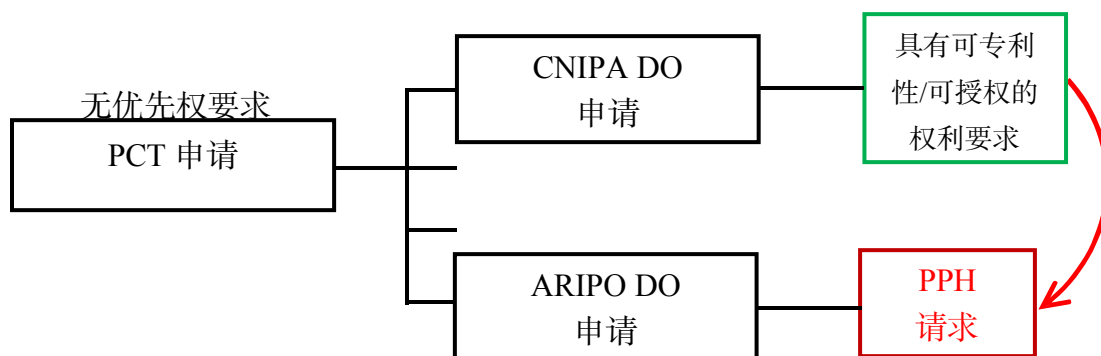 无优先权要求
PCT 申请
CNIPA DO
申请
具有可专利
性/可授权的
权利要求
ARIPO DO
申请
PPH
请求